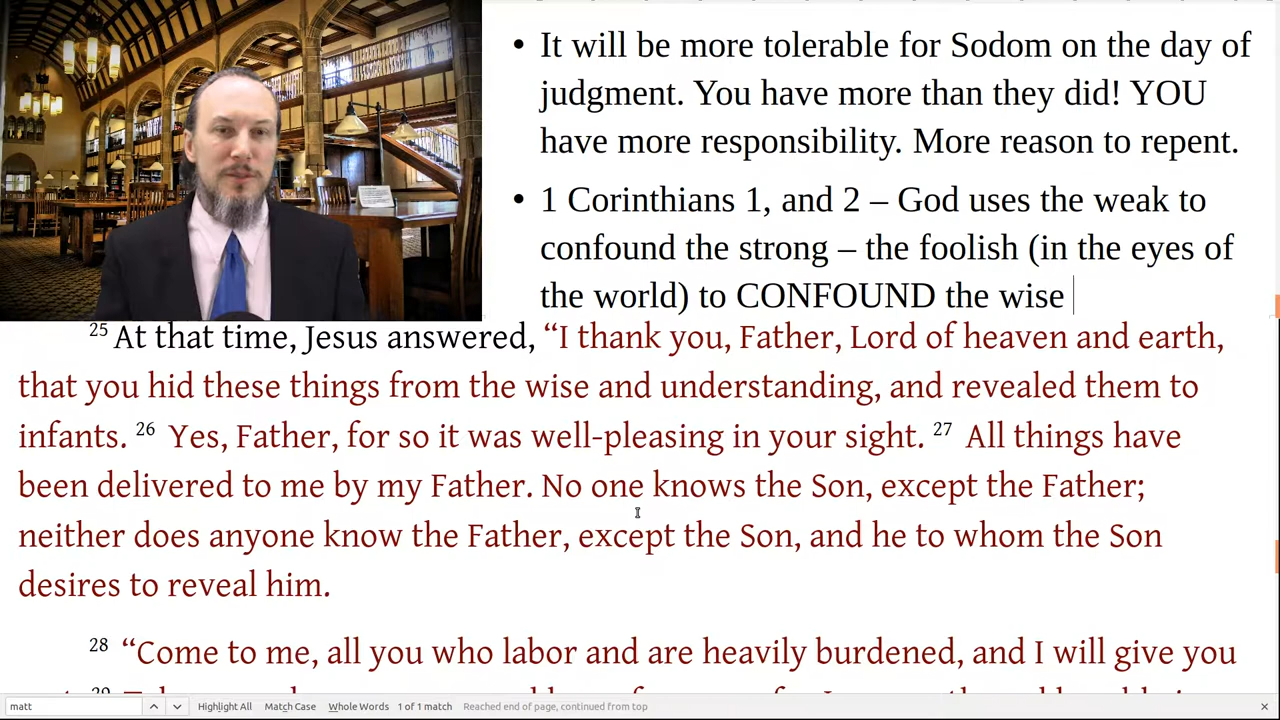 • It will be more tolerable for Sodom on the day of
judgment. You have more than they did! YOU
have more responsibility. More reason to repent.
• 1 Corinthians 1, and 2 – God uses the weak to
confound the strong – the foolish (in the eyes of
the world) to CONFOUND the wise
25 At that time, Jesus answered, “I thank you, Father, Lord of heaven and earth,
that you hid these things from the wise and understanding, and revealed them to
infants. 26 Yes, Father, for so it was well-pleasing in your sight. 27 All things have
been delivered to me by my Father. No one knows the Son, except the Father;
neither does anyone know the Father, except the Son, and he to whom the Son
desires to reveal him.
28 “Come to me, all you who labor and are heavily burdened, and I will give you
matt Highlight All Match Case Whole Words 1 of 1 match Reached end of page, continued from top